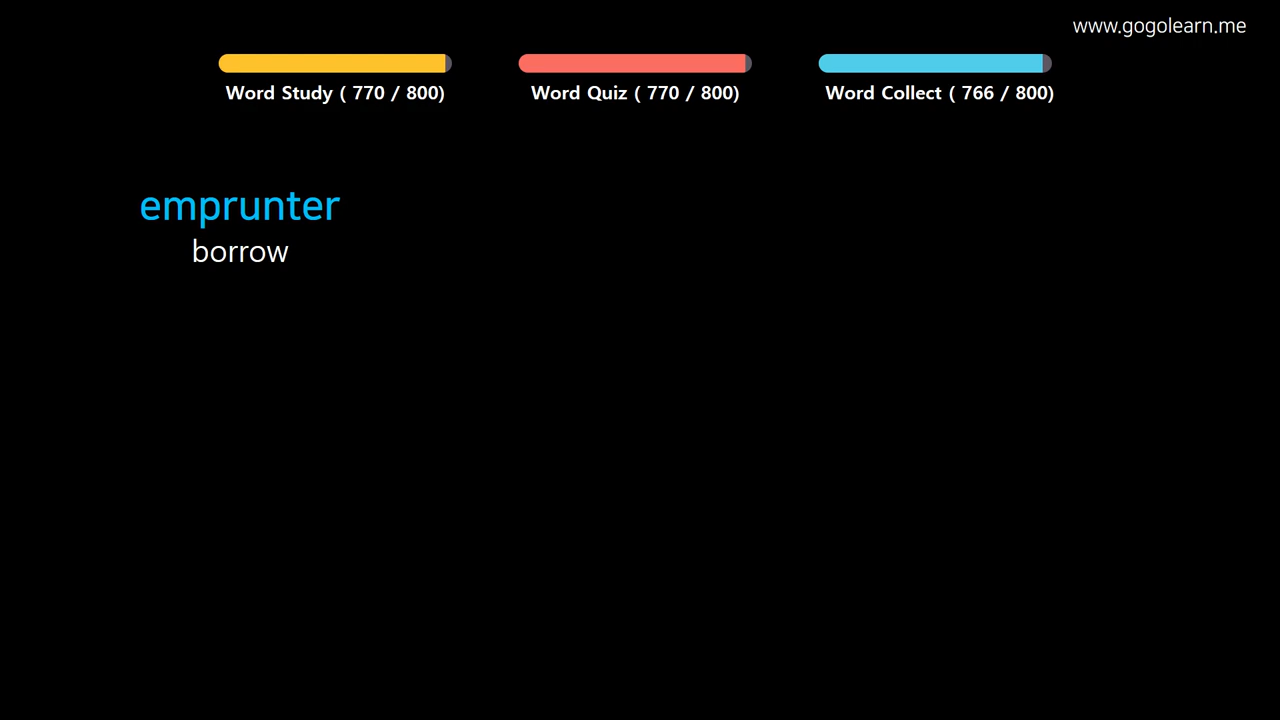 www.gogolearn.me
Word Study ( 770 / 800)
Word Quiz ( 770 / 800)
Word Collect ( 766 / 800)
emprunter
borrow